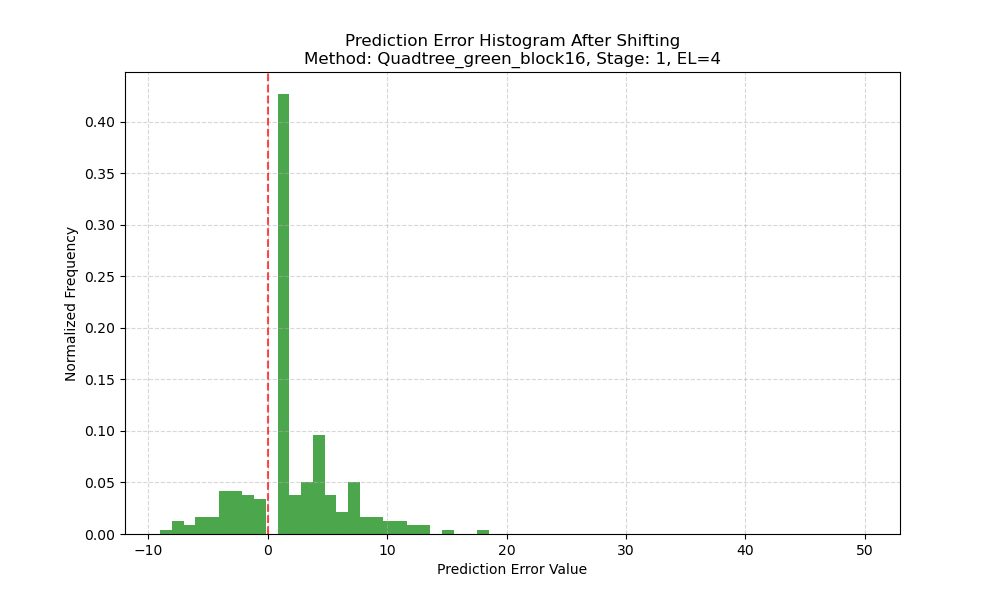 Prediction Error Histogram After Shifting
Method: Quadtree_green_block16, Stage: 1, EL=4
Normalized Frequency
0.40
0.35
0.30
0.25
0.20
0.15
0.10
0.05
0.00
−10 0 10 20 30 40 50
Prediction Error Value